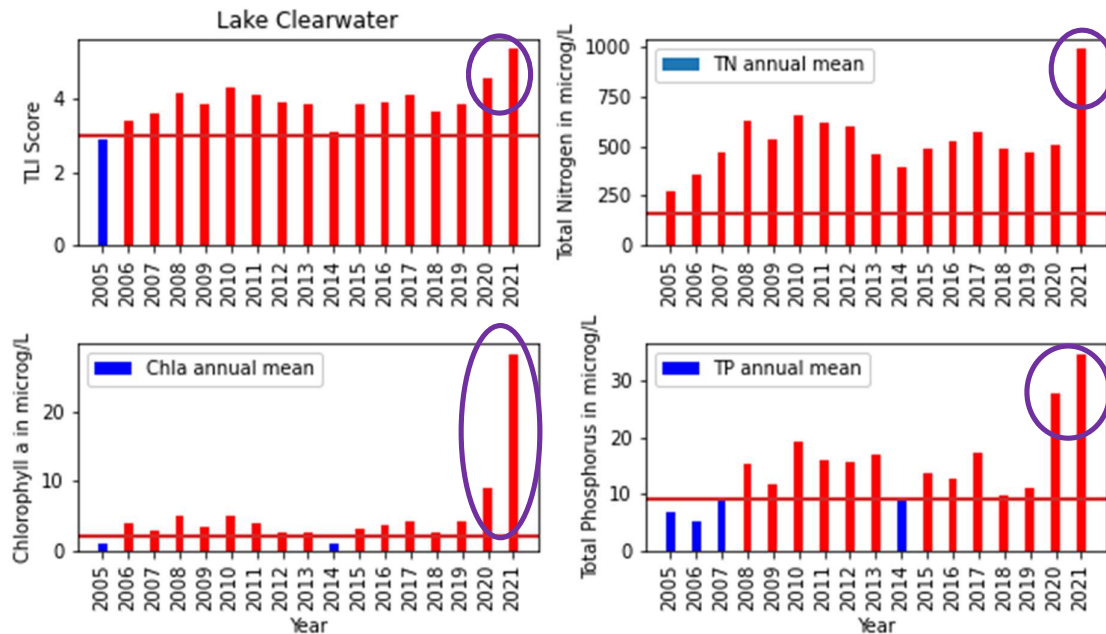 Lake Clearwater
TLI Score
4
2
0
2005 2006 2007 2008 2009 2010 2011 2012 2013 2014 2015 2016 2017 2018 2019 2020 2021
Total Nitrogen in microg/L
1000
750
500
250
0
TN annual mean
2005 2006 2007 2008 2009 2010 2011 2012 2013 2014 2015 2016 2017 2018 2019 2020 2021
Chlorophyll a in microg/L
20
10
0
Chla annual mean
2005 2006 2007 2008 2009 2010 2011 2012 2013 2014 2015 2016 2017 2018 2019 2020 2021
Year
Total Phosphorus in microg/L
30
20
10
0
TP annual mean
2005 2006 2007 2008 2009 2010 2011 2012 2013 2014 2015 2016 2017 2018 2019 2020 2021
Year